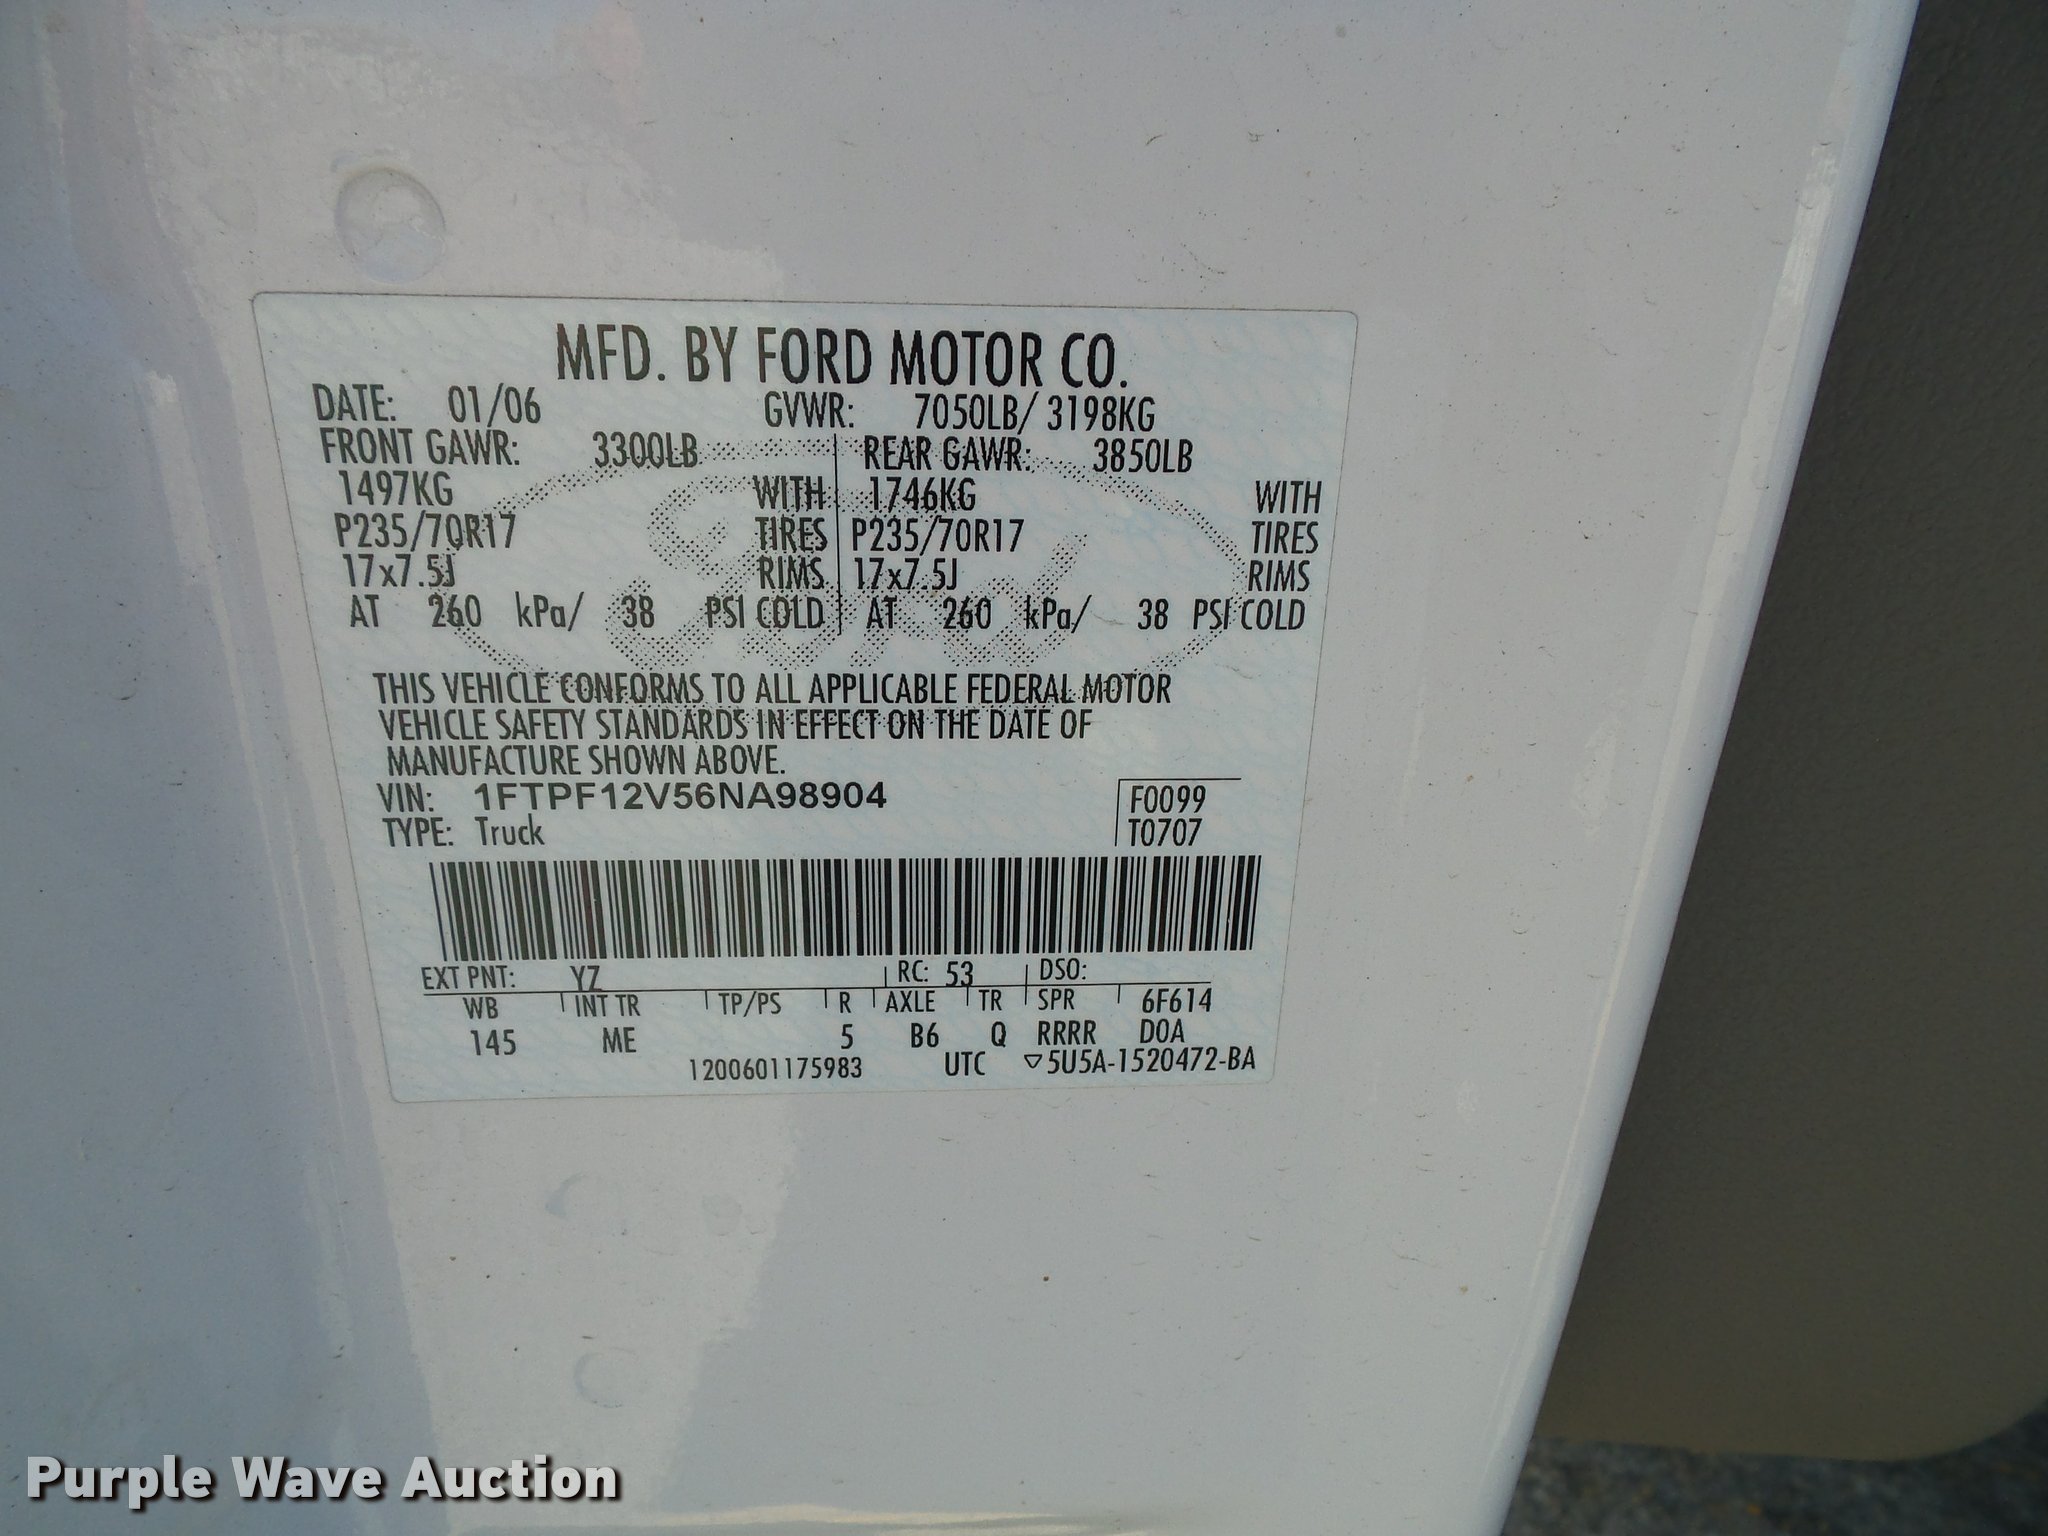 MFD. BY FORD MOTOR CO.
DATE: 01/06 GVWR: 7050LB/ 3198KG
FRONT GAWR: 3300LB REAR GAWR: 3850LB
1497KG WITH 1746KG WITH
P235/70R17 TIRES P235/70R17 TIRES
17x7.5J RIMS 17x7.5J RIMS
AT 260 kPa/ 38 PSI COLD AT 260 kPa/ 38 PSI COLD
Ford
THIS VEHICLE CONFORMS TO ALL APPLICABLE FEDERAL MOTOR
VEHICLE SAFETY STANDARDS IN EFFECT ON THE DATE OF
MANUFACTURE SHOWN ABOVE.
VIN: 1FTPF12V56NA98904 F0099
TYPE: Truck T0707
EXT PNT: YZ RC: 53 DSO:
WB INT TR TP/PS R AXLE TR SPR 6F614
145 ME 5 B6 Q RRRR DOA
1200601175983 UTC ▽5U5A-1520472-BA
Purple Wave Auction